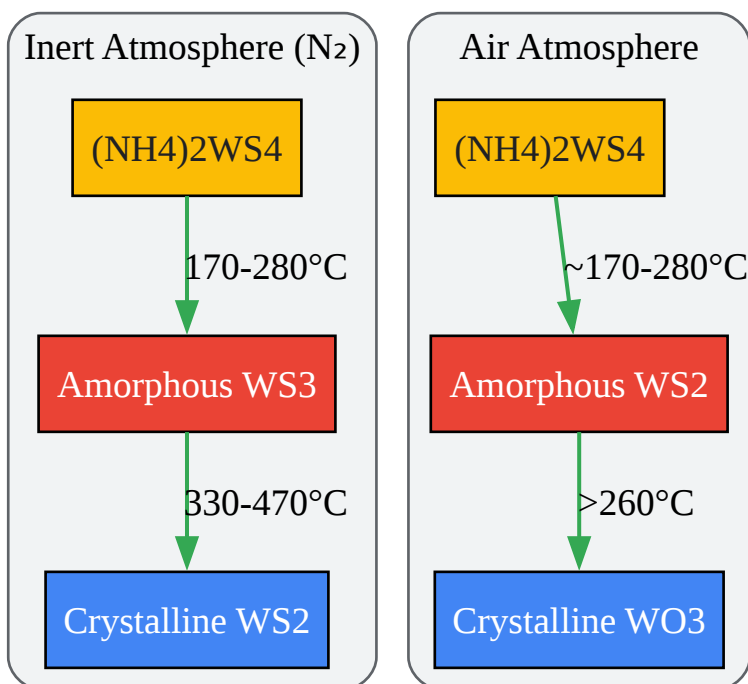 Inert Atmosphere (N₂)
(NH4)2WS4
170-280°C
Amorphous WS3
330-470°C
Crystalline WS2
Air Atmosphere
(NH4)2WS4
~170-280°C
Amorphous WS2
>260°C
Crystalline WO3